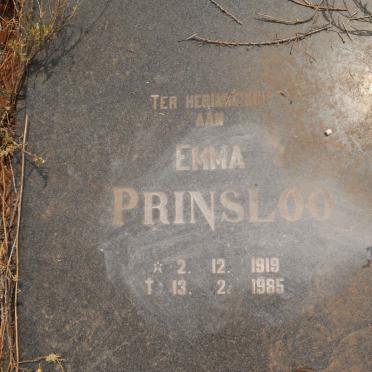 TER HERINNERING
AAN
EMMA
PRINSLOO
☆ 2. 12. 1919
† 13. 2. 1985